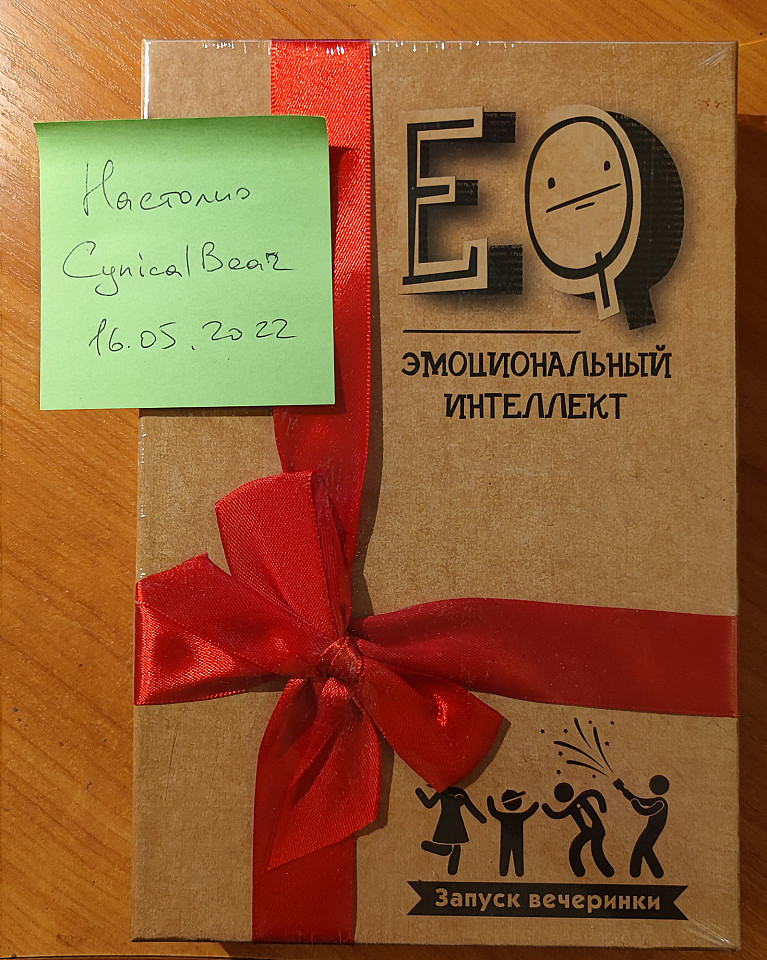 Настолио
CynicalBear
16.05.2022
EQ
ЭМОЦИОНАЛЬНЫЙ
ИНТЕЛЛЕКТ
Запуск вечеринки